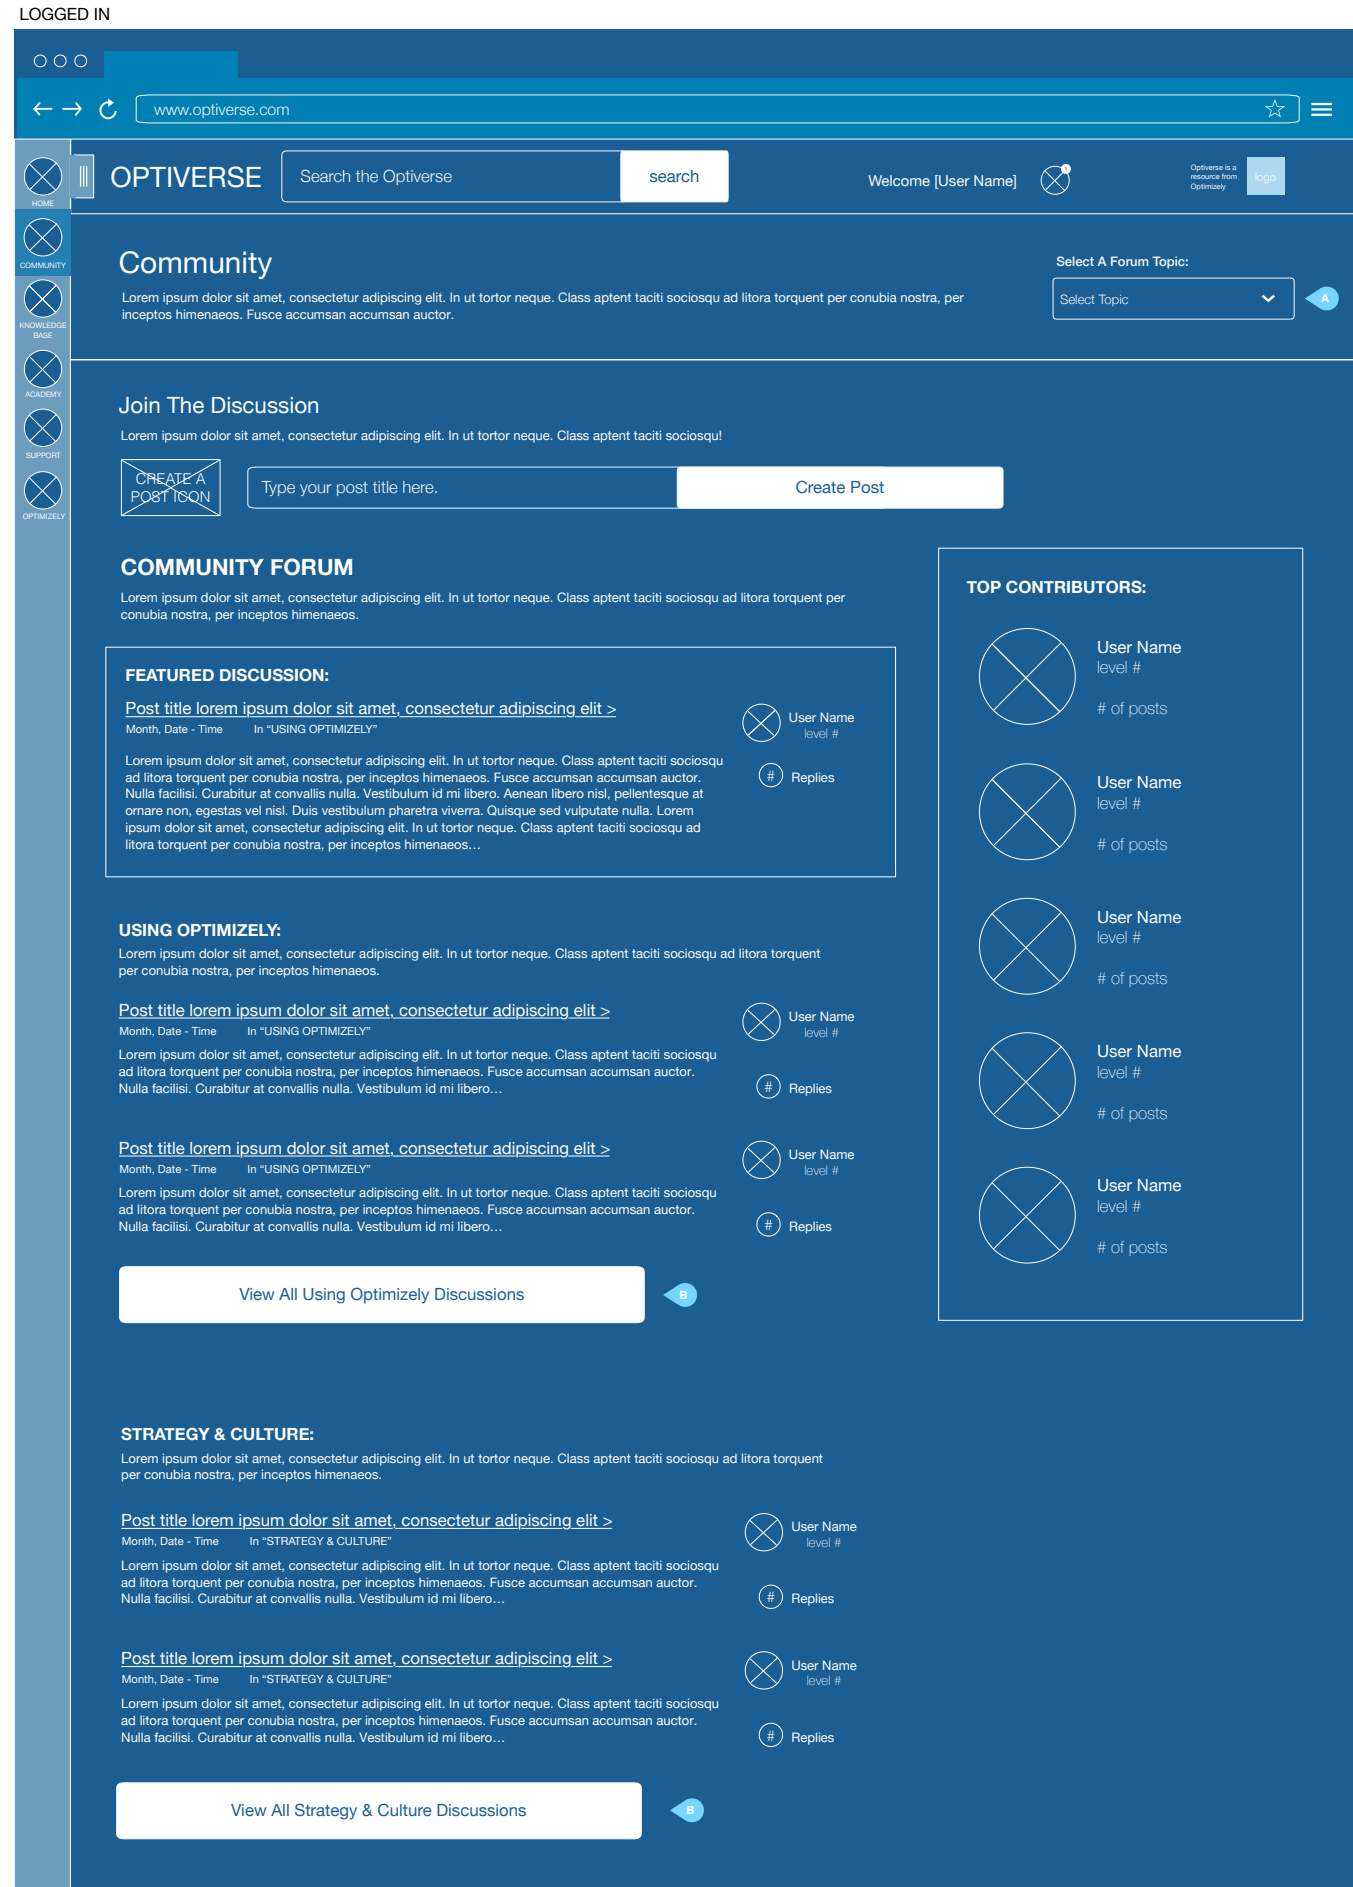 LOGGED IN
www.optiverse.com
HOME
COMMUNITY
KNOWLEDGE
BASE
ACADEMY
SUPPORT
OPTIMIZELY
OPTIVERSE
Search the Optiverse
search
Welcome [User Name]
1
Optiverse is a
resource from
Optimizely
logo
Community
Lorem ipsum dolor sit amet, consectetur adipiscing elit. In ut tortor neque. Class aptent taciti sociosqu ad litora torquent per conubia nostra, per
inceptos himenaeos. Fusce accumsan accumsan auctor.
Select A Forum Topic:
Select Topic
A
Join The Discussion
Lorem ipsum dolor sit amet, consectetur adipiscing elit. In ut tortor neque. Class aptent taciti sociosqu!
CREATE A
POST ICON
Type your post title here.
Create Post
COMMUNITY FORUM
Lorem ipsum dolor sit amet, consectetur adipiscing elit. In ut tortor neque. Class aptent taciti sociosqu ad litora torquent per
conubia nostra, per inceptos himenaeos.
FEATURED DISCUSSION:
Post title lorem ipsum dolor sit amet, consectetur adipiscing elit >
Month, Date - Time In “USING OPTIMIZELY”
Lorem ipsum dolor sit amet, consectetur adipiscing elit. In ut tortor neque. Class aptent taciti sociosqu
ad litora torquent per conubia nostra, per inceptos himenaeos. Fusce accumsan accumsan auctor.
Nulla facilisi. Curabitur at convallis nulla. Vestibulum id mi libero. Aenean libero nisl, pellentesque at
ornare non, egestas vel nisl. Duis vestibulum pharetra viverra. Quisque sed vulputate nulla. Lorem
ipsum dolor sit amet, consectetur adipiscing elit. In ut tortor neque. Class aptent taciti sociosqu ad
litora torquent per conubia nostra, per inceptos himenaeos…
User Name
level #
# Replies
USING OPTIMIZELY:
Lorem ipsum dolor sit amet, consectetur adipiscing elit. In ut tortor neque. Class aptent taciti sociosqu ad litora torquent
per conubia nostra, per inceptos himenaeos.
Post title lorem ipsum dolor sit amet, consectetur adipiscing elit >
Month, Date - Time In “USING OPTIMIZELY”
Lorem ipsum dolor sit amet, consectetur adipiscing elit. In ut tortor neque. Class aptent taciti sociosqu
ad litora torquent per conubia nostra, per inceptos himenaeos. Fusce accumsan accumsan auctor.
Nulla facilisi. Curabitur at convallis nulla. Vestibulum id mi libero…
User Name
level #
# Replies
Post title lorem ipsum dolor sit amet, consectetur adipiscing elit >
Month, Date - Time In “USING OPTIMIZELY”
Lorem ipsum dolor sit amet, consectetur adipiscing elit. In ut tortor neque. Class aptent taciti sociosqu
ad litora torquent per conubia nostra, per inceptos himenaeos. Fusce accumsan accumsan auctor.
Nulla facilisi. Curabitur at convallis nulla. Vestibulum id mi libero…
User Name
level #
# Replies
View All Using Optimizely Discussions
B
TOP CONTRIBUTORS:
User Name
level #
# of posts
User Name
level #
# of posts
User Name
level #
# of posts
User Name
level #
# of posts
User Name
level #
# of posts
STRATEGY & CULTURE:
Lorem ipsum dolor sit amet, consectetur adipiscing elit. In ut tortor neque. Class aptent taciti sociosqu ad litora torquent
per conubia nostra, per inceptos himenaeos.
Post title lorem ipsum dolor sit amet, consectetur adipiscing elit >
Month, Date - Time In “STRATEGY & CULTURE”
Lorem ipsum dolor sit amet, consectetur adipiscing elit. In ut tortor neque. Class aptent taciti sociosqu
ad litora torquent per conubia nostra, per inceptos himenaeos. Fusce accumsan accumsan auctor.
Nulla facilisi. Curabitur at convallis nulla. Vestibulum id mi libero…
User Name
level #
# Replies
Post title lorem ipsum dolor sit amet, consectetur adipiscing elit >
Month, Date - Time In “STRATEGY & CULTURE”
Lorem ipsum dolor sit amet, consectetur adipiscing elit. In ut tortor neque. Class aptent taciti sociosqu
ad litora torquent per conubia nostra, per inceptos himenaeos. Fusce accumsan accumsan auctor.
Nulla facilisi. Curabitur at convallis nulla. Vestibulum id mi libero…
User Name
level #
# Replies
View All Strategy & Culture Discussions
B